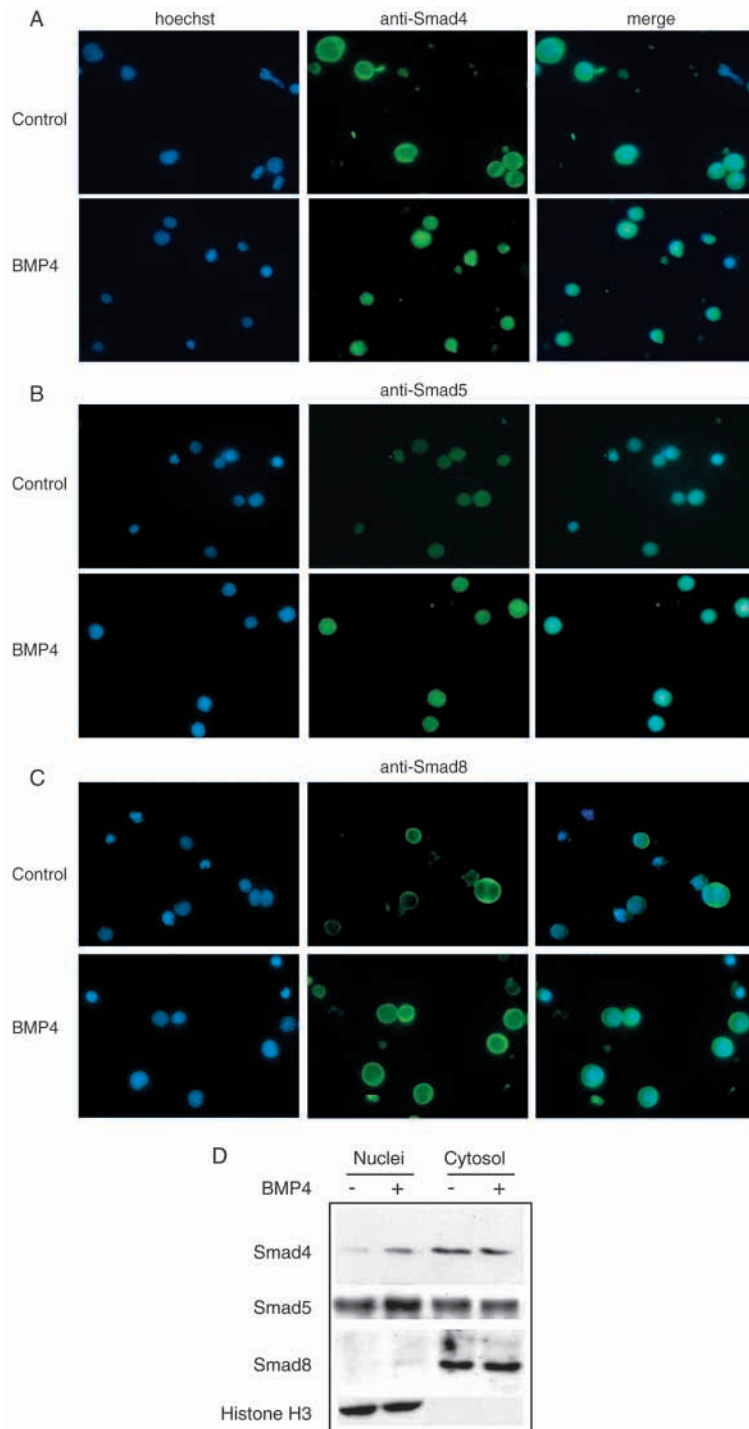 A
hoechst anti-Smad4 merge
Control
BMP4
B
anti-Smad5
Control
BMP4
C
anti-Smad8
Control
BMP4
D
Nuclei Cytosol
BMP4 - + - +
Smad4
Smad5
Smad8
Histone H3